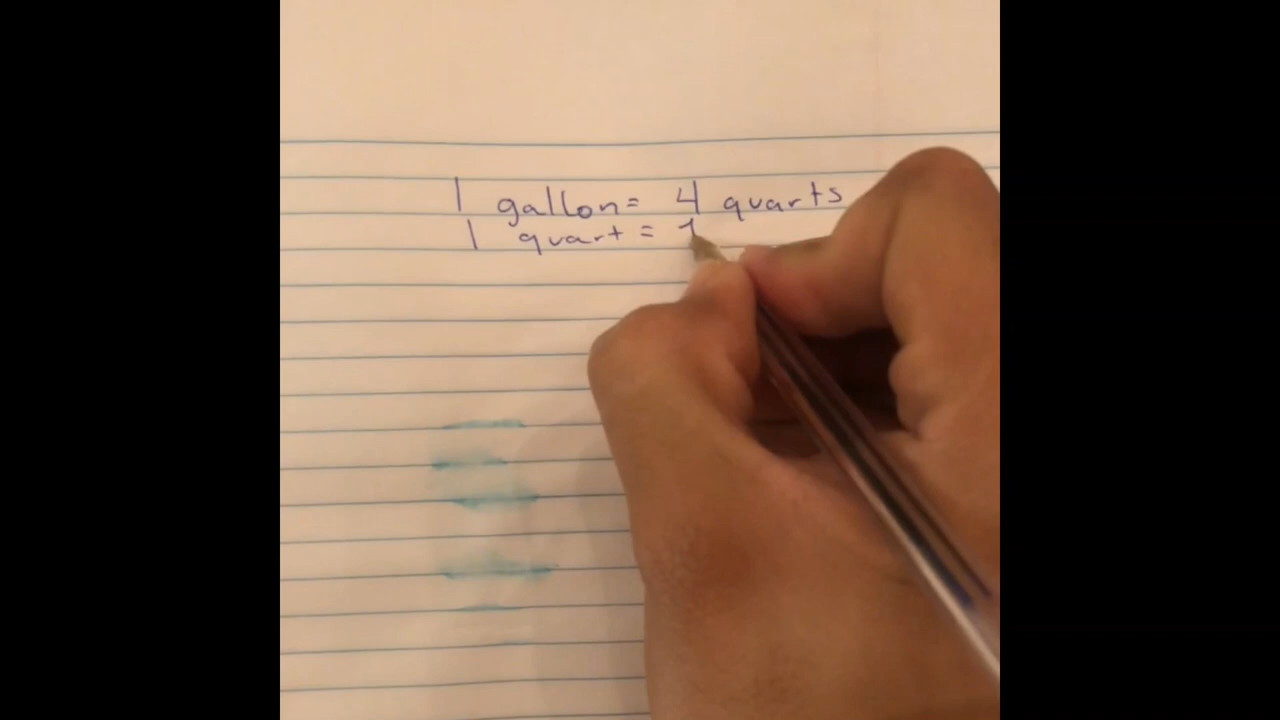 1 gallon= 4 quarts
1 quart =